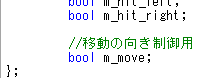 bool m_hit_left;
bool m_hit_right;
//移動の向き制御用
bool m_move;
};